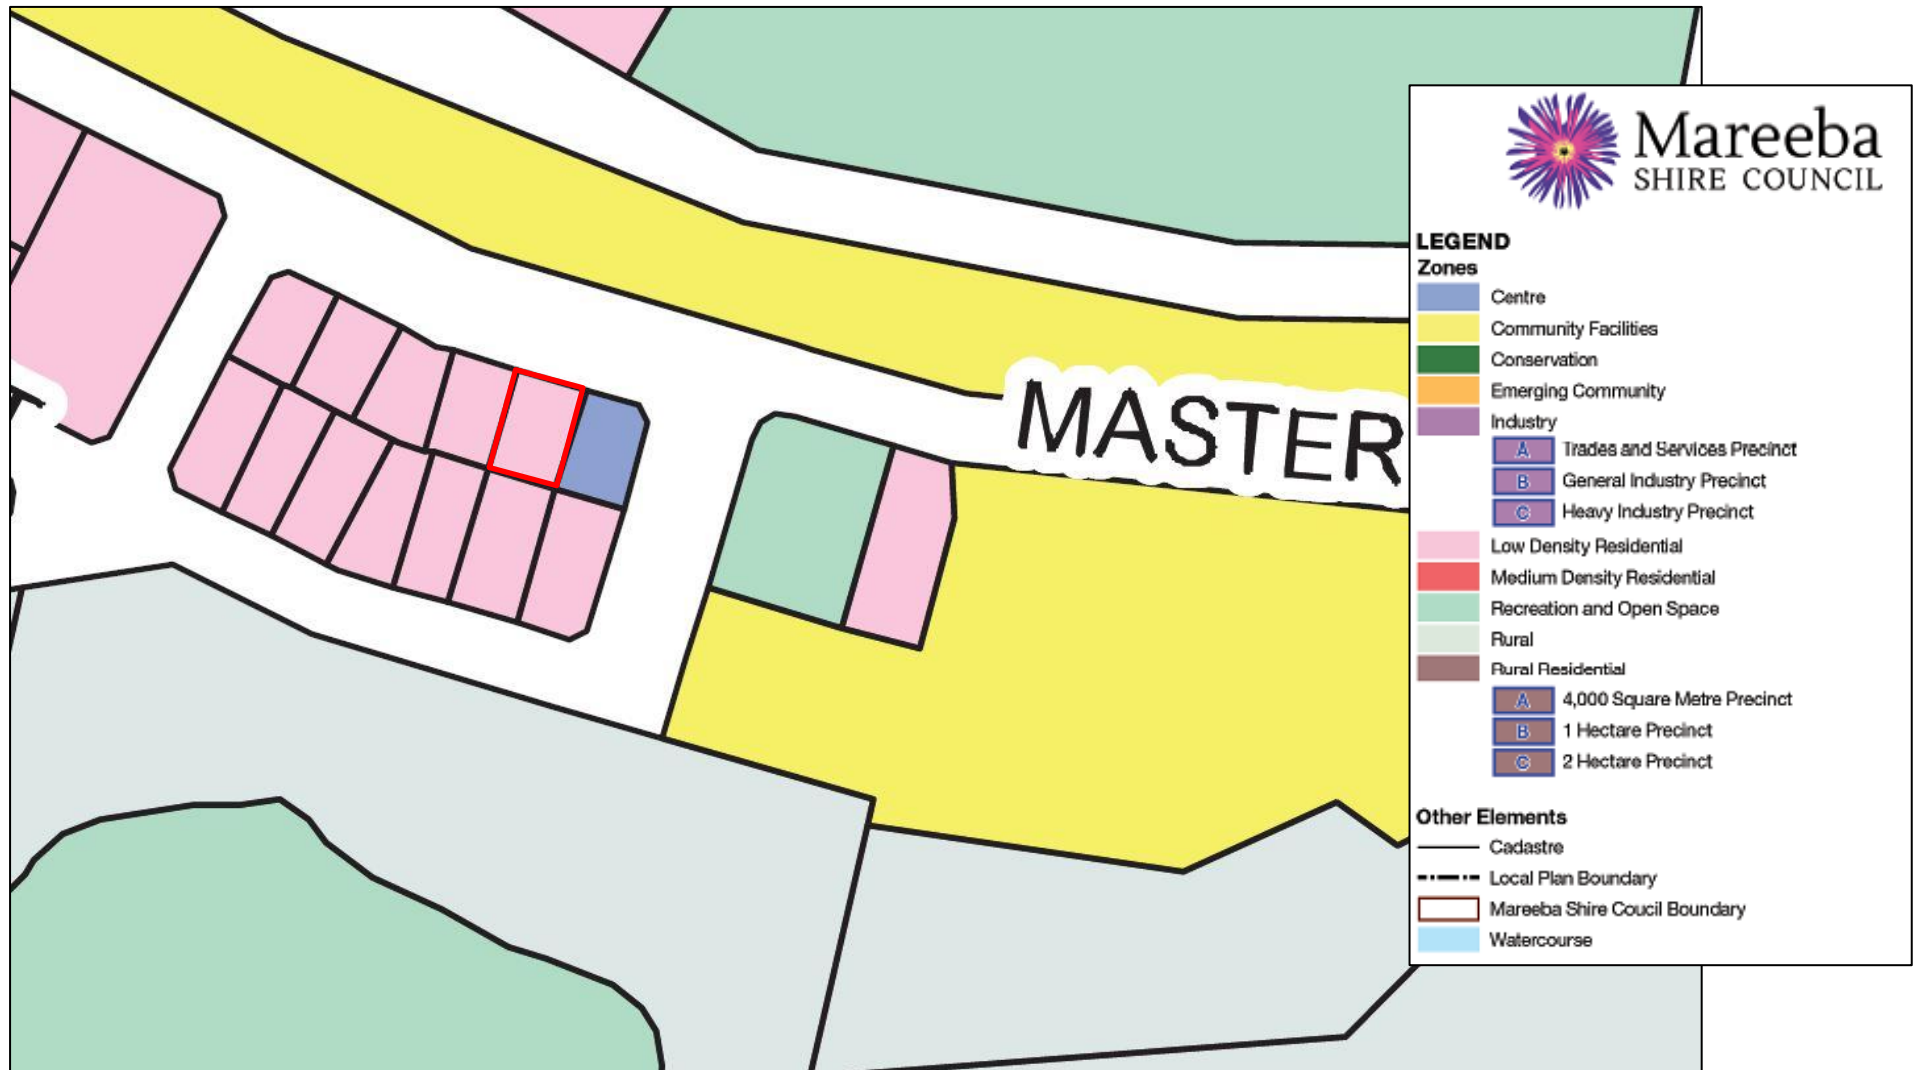 MASTER
Mareeba
SHIRE COUNCIL
LEGEND
Zones
Centre
Community Facilities
Conservation
Emerging Community
Industry
A Trades and Services Precinct
B General Industry Precinct
C Heavy Industry Precinct
Low Density Residential
Medium Density Residential
Recreation and Open Space
Rural
Rural Residential
A 4,000 Square Metre Precinct
B 1 Hectare Precinct
C 2 Hectare Precinct
Other Elements
Cadastre
Local Plan Boundary
Mareeba Shire Coucil Boundary
Watercourse